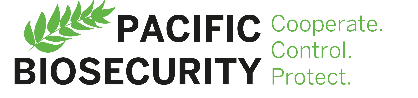 PACIFIC
BIOSECURITY
Cooperate.
Control.
Protect.